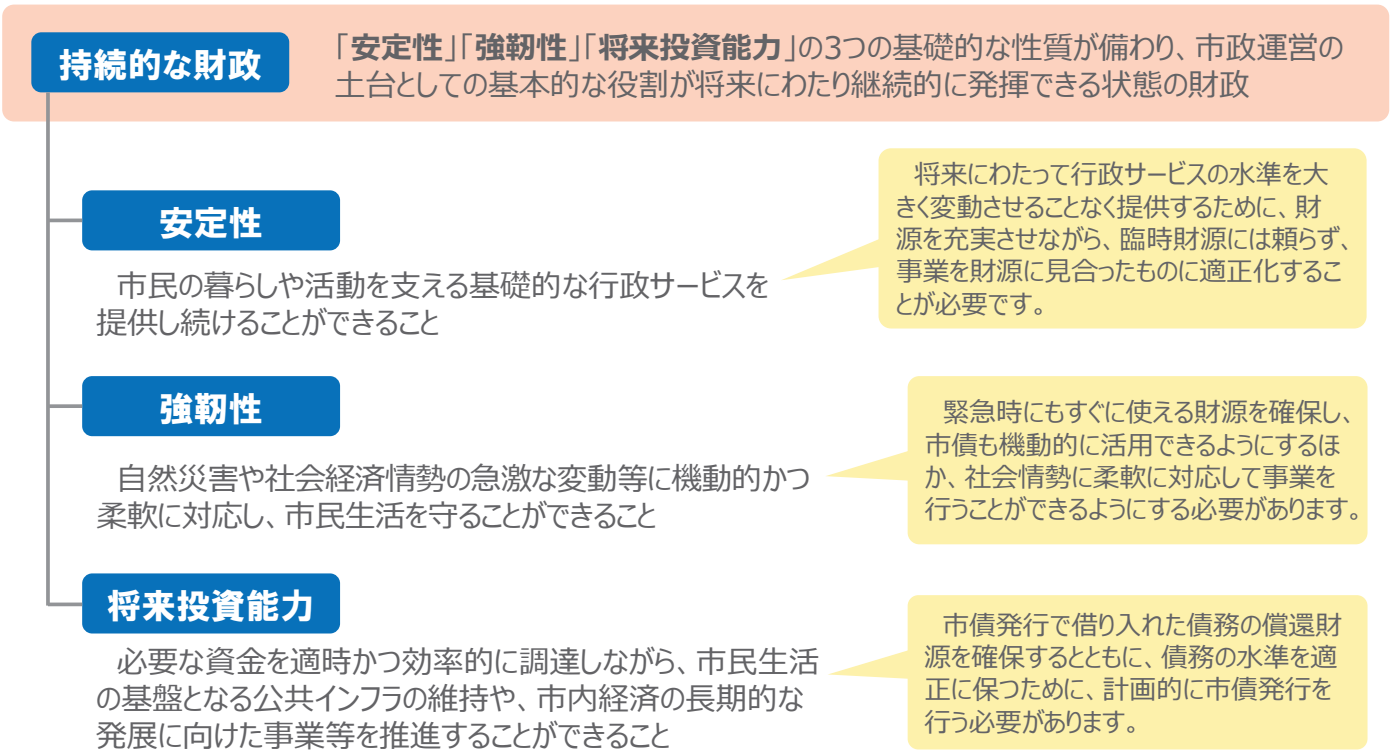 持続的な財政
「安定性」「強靭性」「将来投資能力」の3つの基礎的な性質が備わり、市政運営の
土台としての基本的な役割が将来にわたり継続的に発揮できる状態の財政
安定性
市民の暮らしや活動を支える基礎的な行政サービスを
提供し続けることができること
将来にわたって行政サービスの水準を大
きく変動させることなく提供するために、財
源を充実させながら、臨時財源には頼らず、
事業を財源に見合ったものに適正化するこ
とが必要です。
強靭性
自然災害や社会経済情勢の急激な変動等に機動的かつ
柔軟に対応し、市民生活を守ることができること
緊急時にもすぐに使える財源を確保し、
市債も機動的に活用できるようにするほ
か、社会情勢に柔軟に対応して事業を
行うことができるようにする必要があります。
将来投資能力
必要な資金を適時かつ効率的に調達しながら、市民生活
の基盤となる公共インフラの維持や、市内経済の長期的な
発展に向けた事業等を推進することができること
市債発行で借り入れた債務の償還財
源を確保するとともに、債務の水準を適
正に保つために、計画的に市債発行を
行う必要があります。